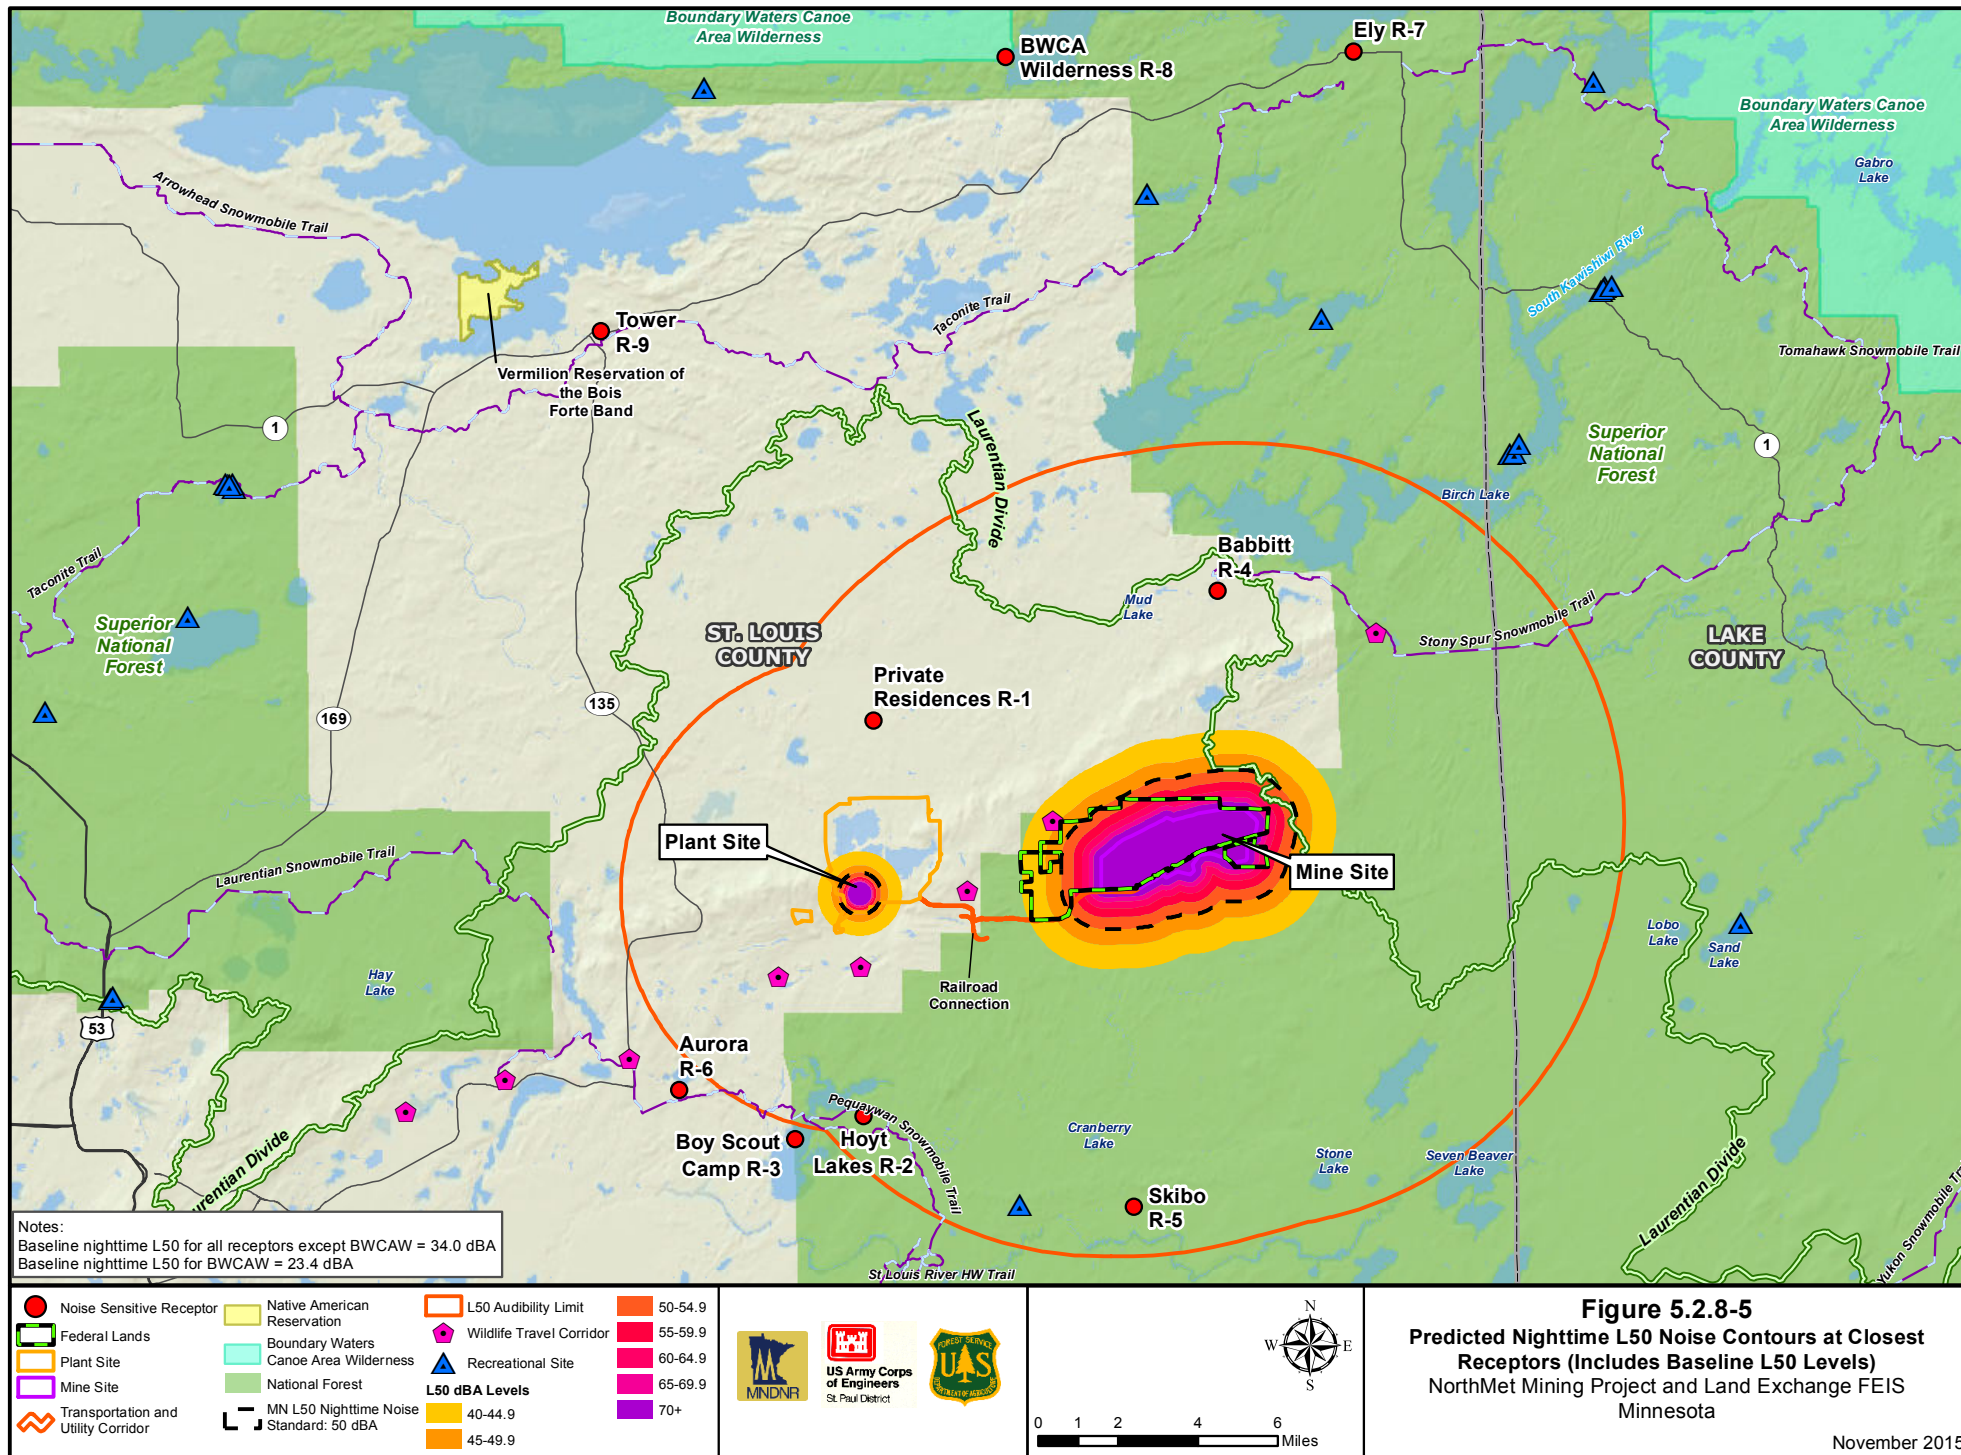 Boundary Waters Canoe
Area Wilderness
BWCA
Wilderness R-8
Ely R-7
Boundary Waters Canoe
Area Wilderness
Gabro
Lake
Arrowhead Snowmobile Trail
South Kawishiwi River
Taconite Trail
Tower
R-9
Tomahawk Snowmobile Trail
Vermilion Reservation of
the Bois
Forte Band
1
Laurentian Divide
Superior
National
Forest
1
Birch Lake
Babbitt
R-4
Taconite Trail
Mud
Lake
Superior
National
Forest
ST. LOUIS
COUNTY
Stony Spur Snowmobile Trail
LAKE
COUNTY
Private
Residences R-1
169
135
Plant Site
Mine Site
Laurentian Snowmobile Trail
Lobo
Lake
Sand
Lake
Hay
Lake
Railroad
Connection
53
Aurora
R-6
Pequaywan Snowmobile Trail
Boy Scout
Camp R-3
Hoyt
Lakes R-2
Cranberry
Lake
Stone
Lake
Seven Beaver
Lake
Laurentian Divide
urentian Divide
Skibo
R-5
Yukon Snowmobile Tra
St Louis River HW Trail
Notes:
Baseline nighttime L50 for all receptors except BWCAW = 34.0 dBA
Baseline nighttime L50 for BWCAW = 23.4 dBA
Noise Sensitive Receptor
Federal Lands
Plant Site
Mine Site
Transportation and
Utility Corridor
Native American
Reservation
Boundary Waters
Canoe Area Wilderness
National Forest
MN L50 Nighttime Noise
Standard: 50 dBA
L50 Audibility Limit
Wildlife Travel Corridor
Recreational Site
L50 dBA Levels
40-44.9
45-49.9
50-54.9
55-59.9
60-64.9
65-69.9
70+
MNDNR
US Army Corps
of Engineers
St. Paul District
FOREST SERVICE
U S
DEPARTMENT OF AGRICULTURE
N
W E
S
0 1 2 4 6
Miles
Figure 5.2.8-5
Predicted Nighttime L50 Noise Contours at Closest
Receptors (Includes Baseline L50 Levels)
NorthMet Mining Project and Land Exchange FEIS
Minnesota
November 2015